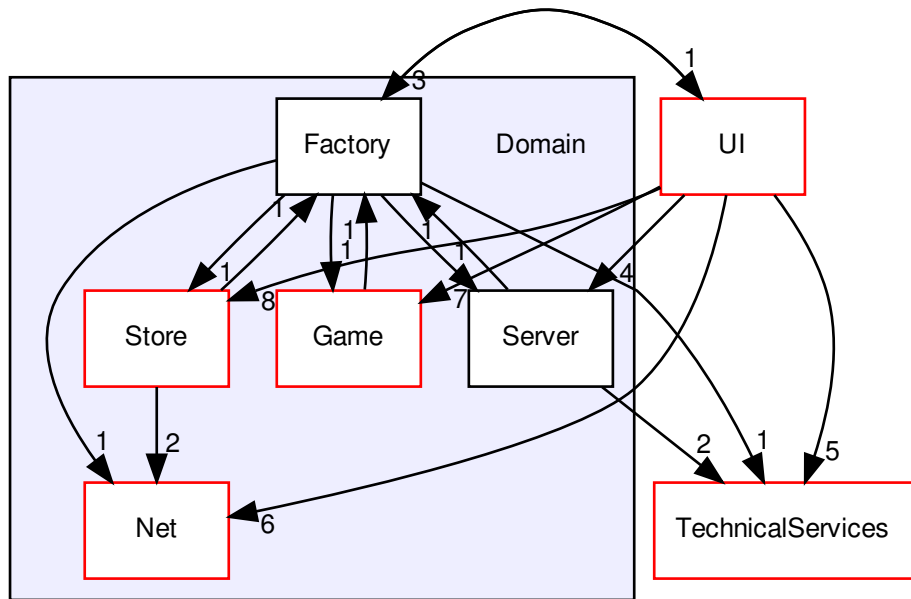 1
3
Factory
Domain
UI
1
1
1
1
1
1
4
8
7
Store
Game
Server
1
2
2
1
5
6
Net
TechnicalServices